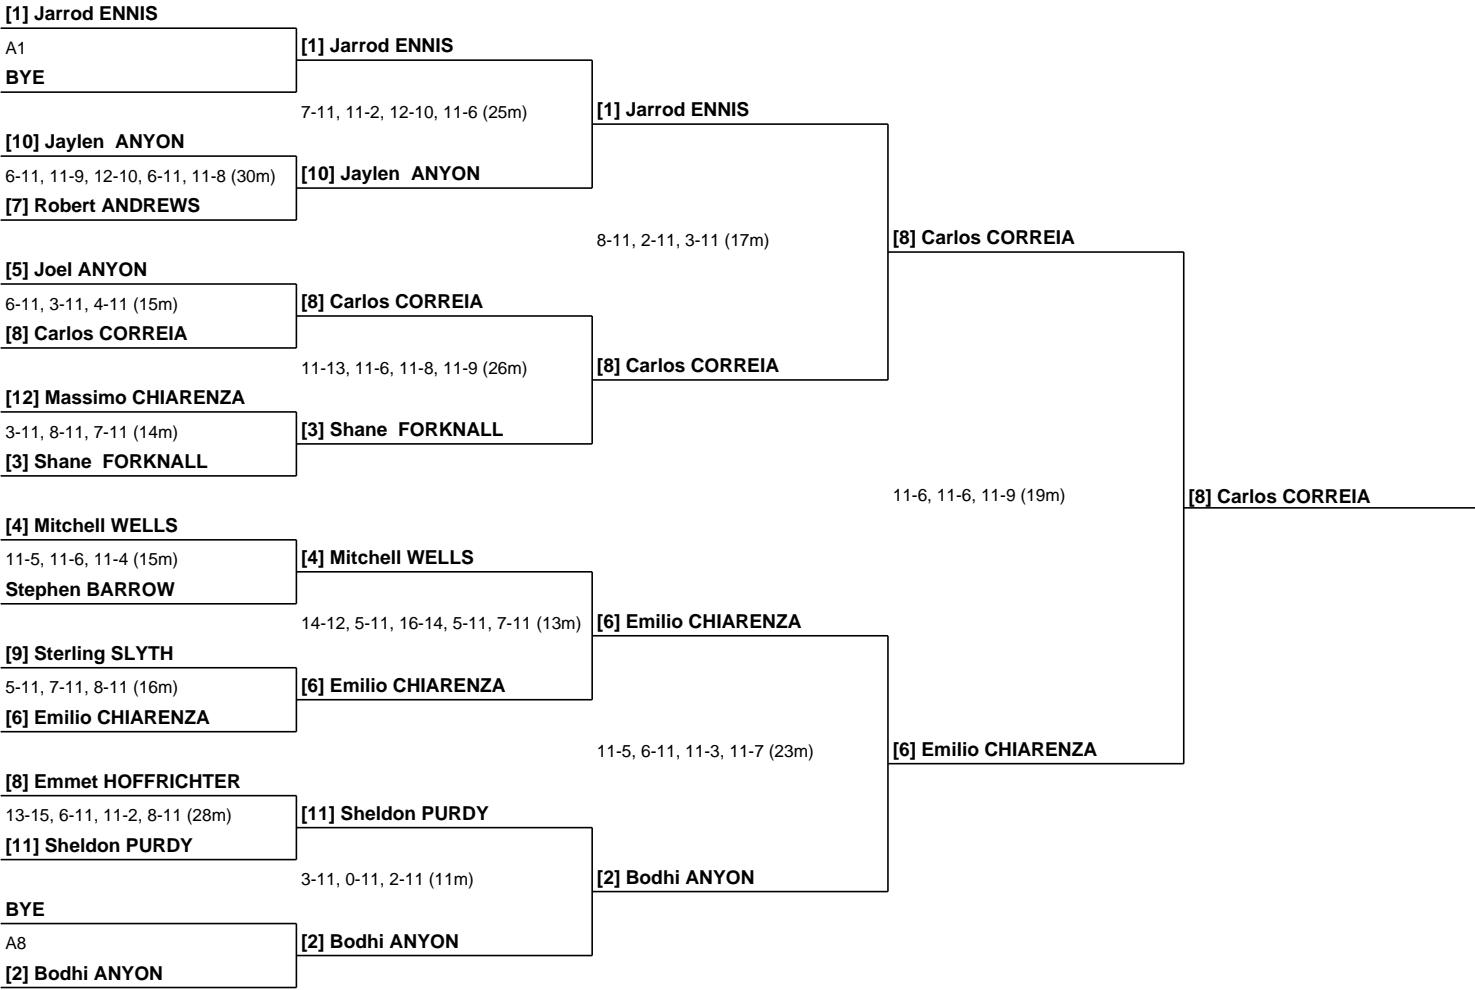 [1] Jarrod ENNIS
A1
BYE
[10] Jaylen  ANYON
6-11, 11-9, 12-10, 6-11, 11-8 (30m)
[7] Robert ANDREWS
[5] Joel ANYON
6-11, 3-11, 4-11 (15m)
[8] Carlos CORREIA
[12] Massimo CHIARENZA
3-11, 8-11, 7-11 (14m)
[3] Shane  FORKNALL
[4] Mitchell WELLS
11-5, 11-6, 11-4 (15m)
Stephen BARROW
[9] Sterling SLYTH
5-11, 7-11, 8-11 (16m)
[6] Emilio CHIARENZA
[8] Emmet HOFFRICHTER
13-15, 6-11, 11-2, 8-11 (28m)
[11] Sheldon PURDY
BYE
A8
[2] Bodhi ANYON
[1] Jarrod ENNIS
7-11, 11-2, 12-10, 11-6 (25m)
[10] Jaylen  ANYON
[8] Carlos CORREIA
11-13, 11-6, 11-8, 11-9 (26m)
[3] Shane  FORKNALL
[4] Mitchell WELLS
14-12, 5-11, 16-14, 5-11, 7-11 (13m)
[6] Emilio CHIARENZA
[11] Sheldon PURDY
3-11, 0-11, 2-11 (11m)
[2] Bodhi ANYON
[1] Jarrod ENNIS
8-11, 2-11, 3-11 (17m)
[8] Carlos CORREIA
[6] Emilio CHIARENZA
11-5, 6-11, 11-3, 11-7 (23m)
[2] Bodhi ANYON
[8] Carlos CORREIA
11-6, 11-6, 11-9 (19m)
[6] Emilio CHIARENZA
[8] Carlos CORREIA